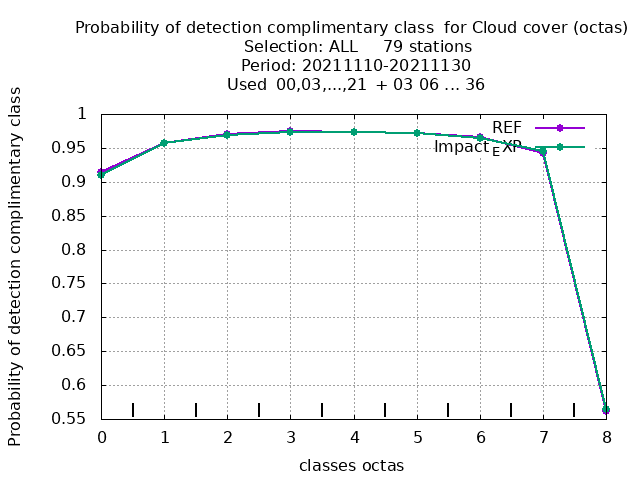 Probability of detection complimentary class  for Cloud cover (octas)
Selection: ALL     79 stations
Period: 20211110-20211130
Used  00,03,...,21  + 03 06 ... 36
Probability of detection complimentary class
1
0.95
0.9
0.85
0.8
0.75
0.7
0.65
0.6
0.55
REF
Impact_EXP
0 1 2 3 4 5 6 7 8
classes octas